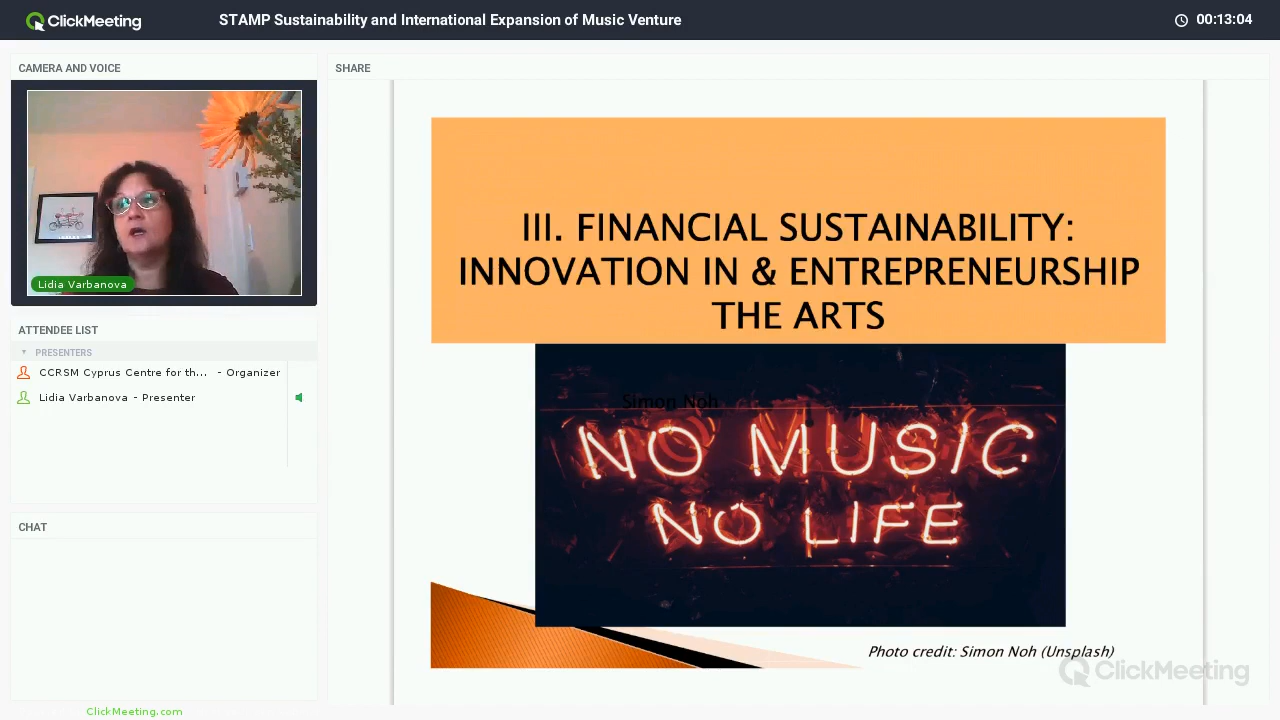 ClickMeeting
STAMP Sustainability and International Expansion of Music Venture
00:13:04
CAMERA AND VOICE
Lidia Varbanova
ATTENDEE LIST
PRESENTERS
CCRSM Cyprus Centre for th... - Organizer
Lidia Varbanova - Presenter
CHAT
ClickMeeting.com
SHARE
III. FINANCIAL SUSTAINABILITY:
INNOVATION IN & ENTREPRENEURSHIP
THE ARTS
Simon Noh
NO MUSIC
NO LIFE
Photo credit: Simon Noh (Unsplash)
ClickMeeting